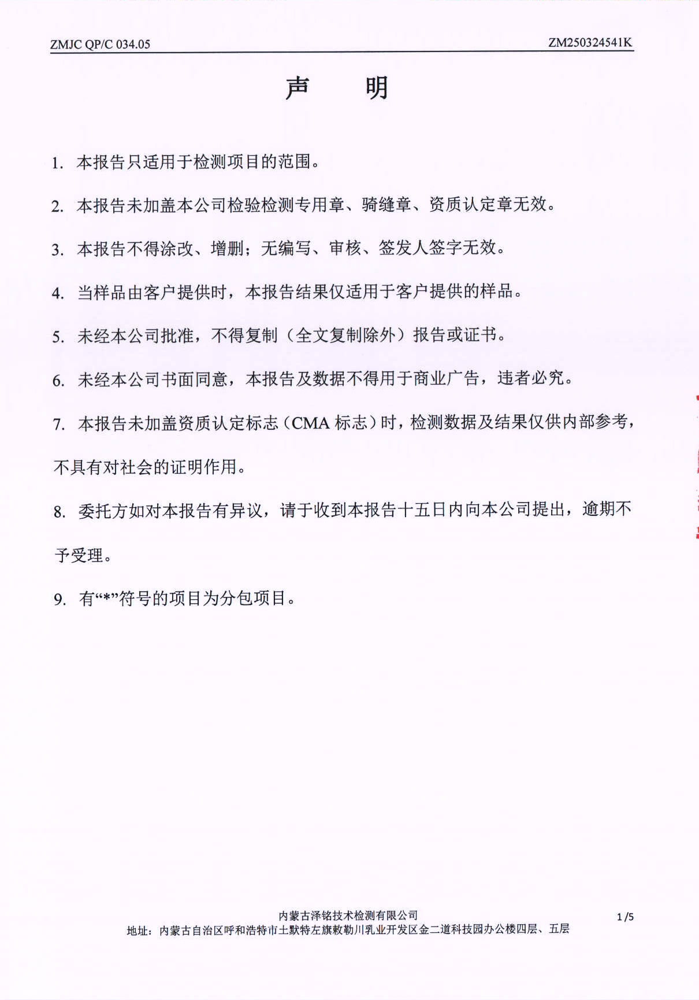 ZMJC QP/C 034.05
ZM250324541K
声 明
1. 本报告只适用于检测项目的范围。
2. 本报告未加盖本公司检验检测专用章、骑缝章、资质认定章无效。
3. 本报告不得涂改、增删；无编写、审核、签发人签字无效。
4. 当样品由客户提供时，本报告结果仅适用于客户提供的样品。
5. 未经本公司批准，不得复制（全文复制除外）报告或证书。
6. 未经本公司书面同意，本报告及数据不得用于商业广告，违者必究。
7. 本报告未加盖资质认定标志（CMA 标志）时，检测数据及结果仅供内部参考，
不具有对社会的证明作用。
8. 委托方如对本报告有异议，请于收到本报告十五日内向本公司提出，逾期不
予受理。
9. 有“*”符号的项目为分包项目。
内蒙古泽铭技术检测有限公司
1 /5
地址：内蒙古自治区呼和浩特市土默特左旗敕勒川乳业开发区金二道科技园办公楼四层、五层